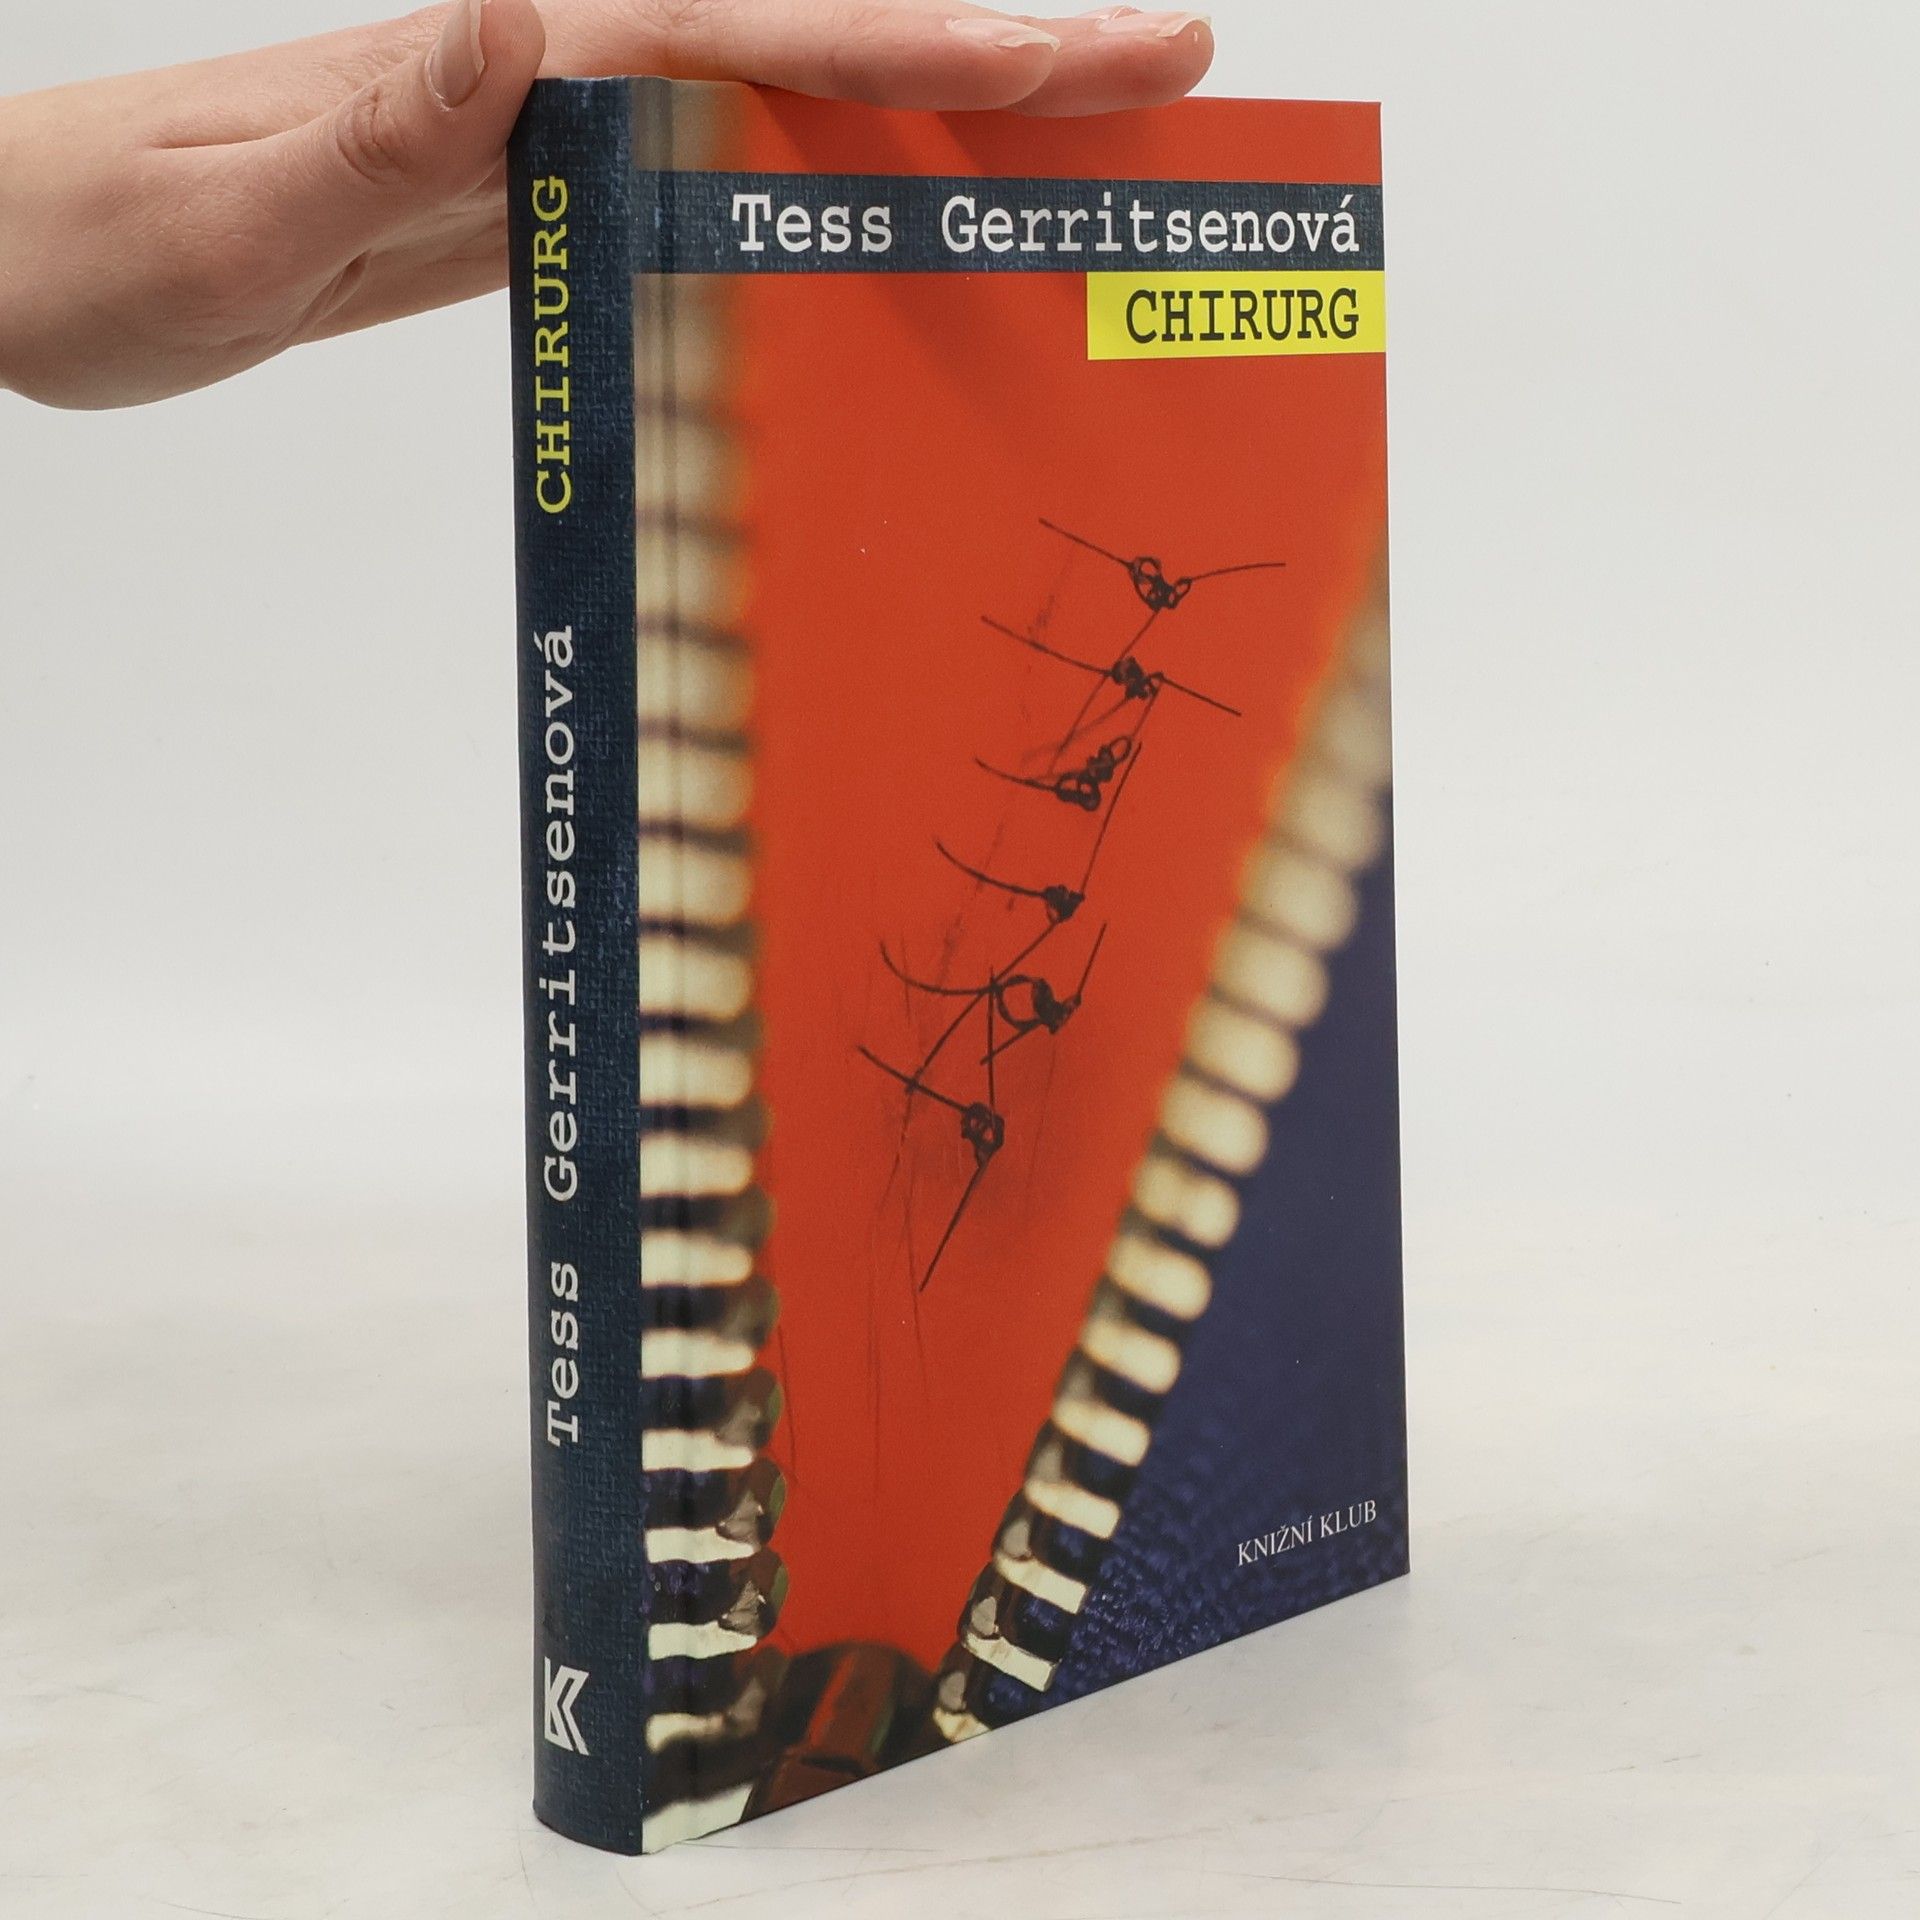 Tess Gerritsenová
CHIRURG
KNIŽNÍ KLUB
Tess Gerritsenová CHIRURG